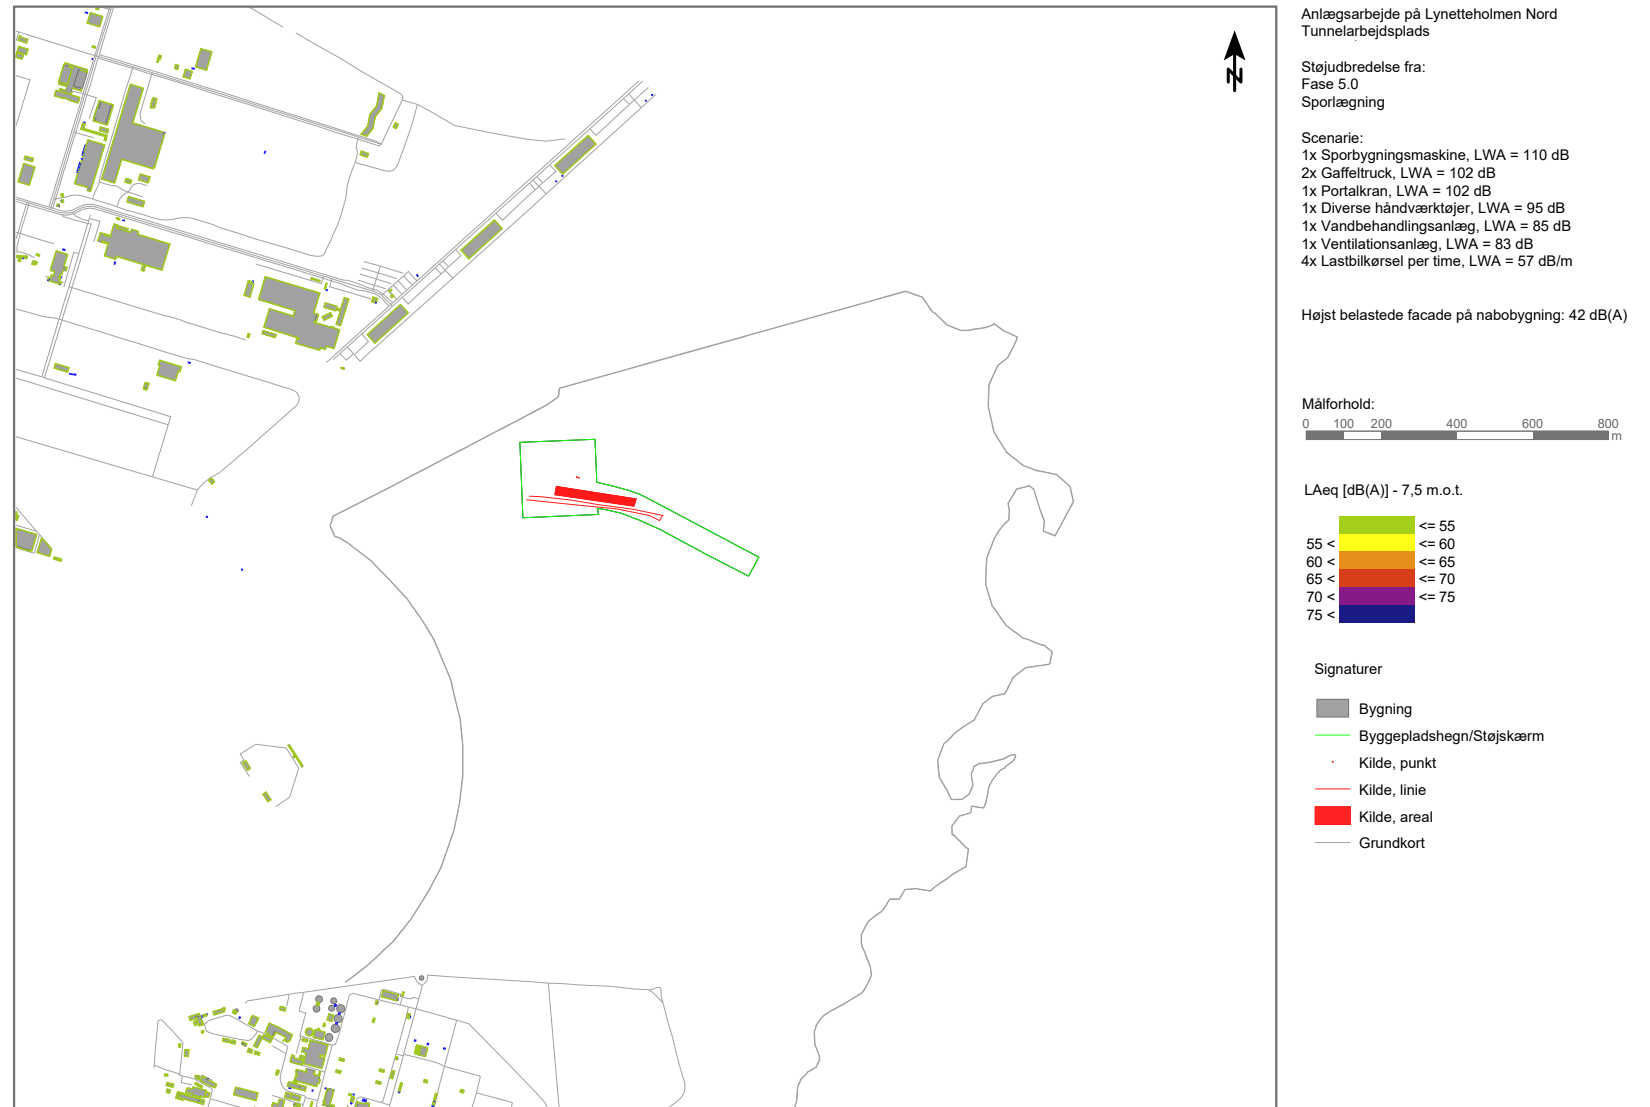 Anlægsarbejde på Lynetteholmen Nord
Tunnelarbejdsplads
Støjudbredelse fra:
Fase 5.0
Sporlægning
Scenarie:
1x Sporbygningsmaskine, LWA = 110 dB
2x Gaffeltruck, LWA = 102 dB
1x Portalkran, LWA = 102 dB
1x Diverse håndværktøjer, LWA = 95 dB
1x Vandbehandlingsanlæg, LWA = 85 dB
1x Ventilationsanlæg, LWA = 83 dB
4x Lastbilkørsel per time, LWA = 57 dB/m
Højst belastede facade på nabobygning: 42 dB(A)
N
Målforhold:
0 100 200 400 600 800
m
LAeq [dB(A)] - 7,5 m.o.t.
<= 55
55 < <= 60
60 < <= 65
65 < <= 70
70 < <= 75
75 <
Signaturer
Bygning
Byggepladshegn/Støjskærm
Kilde, punkt
Kilde, linie
Kilde, areal
Grundkort